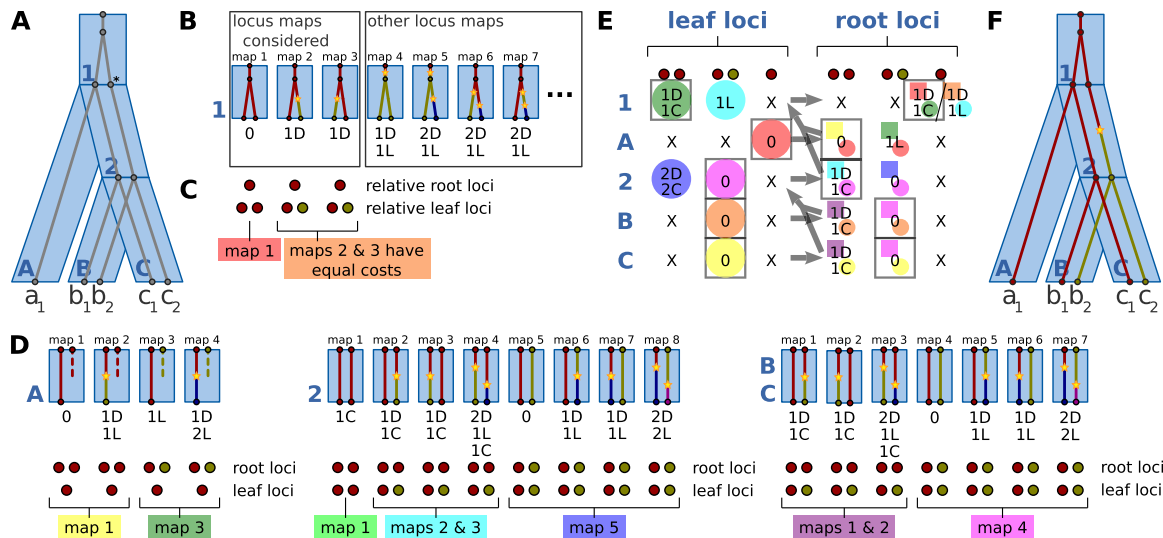 A
1
*
2
A
B
C
a1
b1 b2
c1 c2
B
locus maps
considered
other locus maps
map 1 map 2 map 3 map 4 map 5 map 6 map 7
1
...
0 1D 1D 1D 2D 2D 2D
1L 1L 1L 1L
C
relative root loci
relative leaf loci
map 1
maps 2 & 3 have
equal costs
E
leaf loci root loci
1 1D 1C 1L X X X 1D 1C / 1D 1L
A X X 0 0 1L
2 2D 2C 0 X 1D 1C 0
B X 0 X 1D 1C 0
C X 0 X 1D 1C 0
F
1
2
A
B
C
a1
b1 b2
c1 c2
D
map 1 map 2 map 3 map 4
A
0 1D 1L 1D
1L 2L
root loci
leaf loci
map 1 map 3
map 1 map 2 map 3 map 4 map 5 map 6 map 7 map 8
2
1C 1D 1D 2D 0 1D 1D 2D
1C 1C 1L 1L 1L 2L
1C
root loci
leaf loci
map 1 maps 2 & 3 map 5
map 1 map 2 map 3 map 4 map 5 map 6 map 7
B
C
1D 1D 2D 0 1D 1D 2D
1C 1C 1L 1L 1L 2L
1C
root loci
leaf loci
maps 1 & 2 map 4